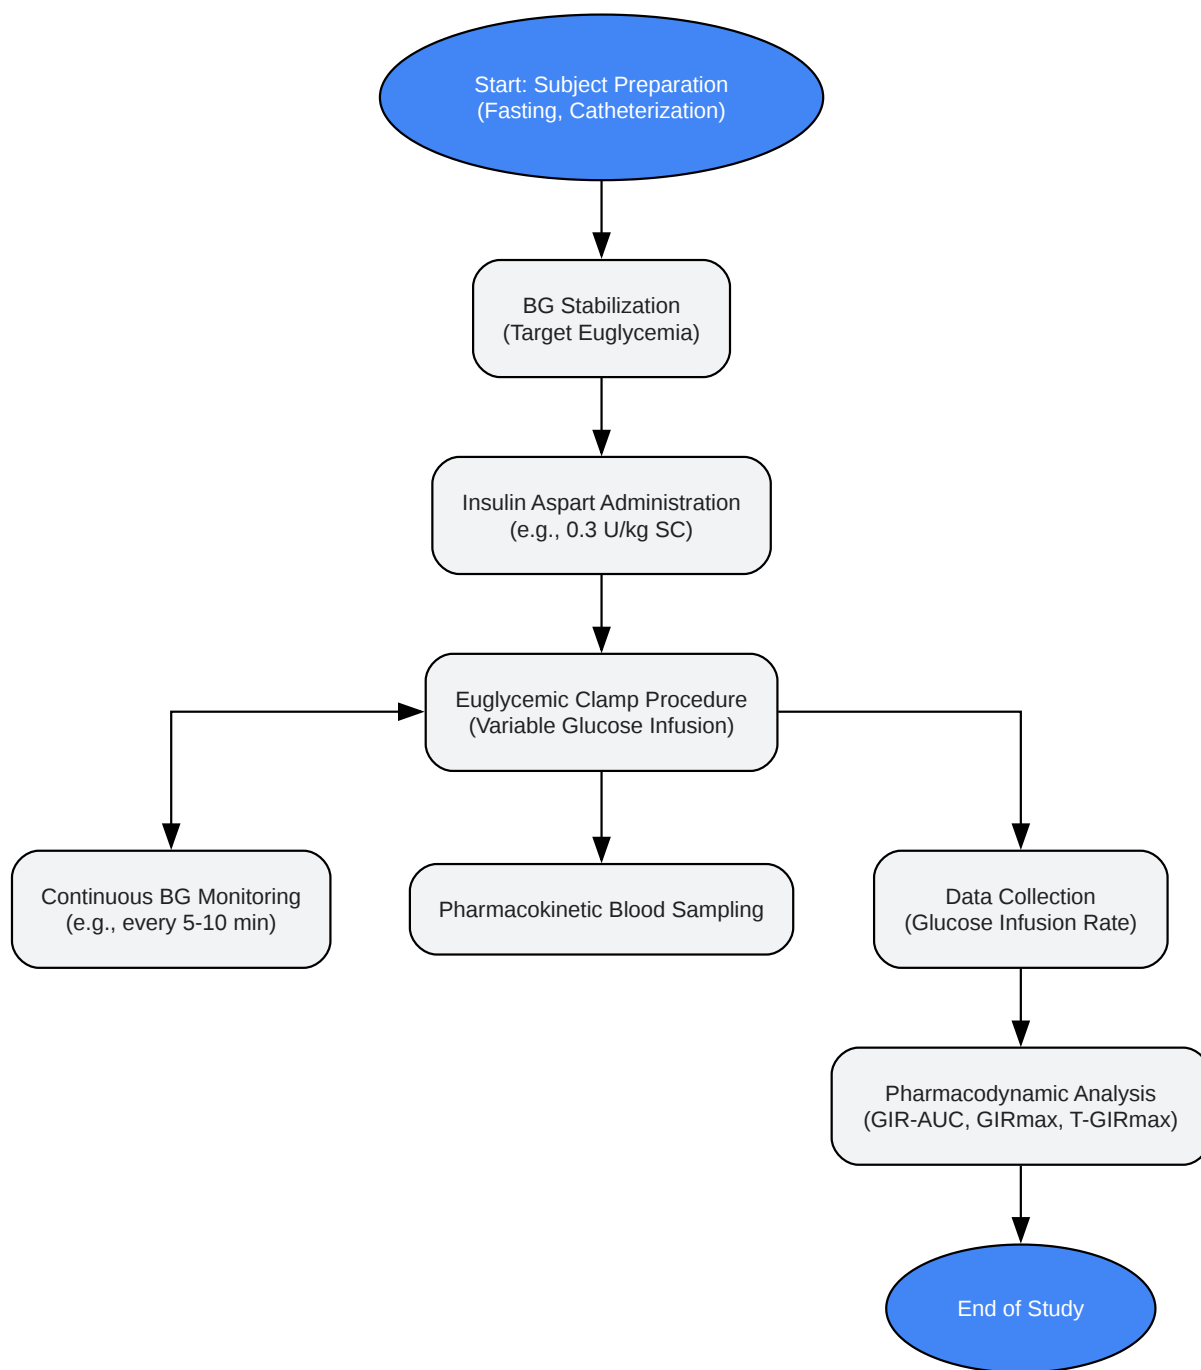 Start: Subject Preparation
(Fasting, Catheterization)
BG Stabilization
(Target Euglycemia)
Insulin Aspart Administration
(e.g., 0.3 U/kg SC)
Euglycemic Clamp Procedure
(Variable Glucose Infusion)
Continuous BG Monitoring
(e.g., every 5-10 min)
Pharmacokinetic Blood Sampling
Data Collection
(Glucose Infusion Rate)
Pharmacodynamic Analysis
(GIR-AUC, GIRmax, T-GIRmax)
End of Study